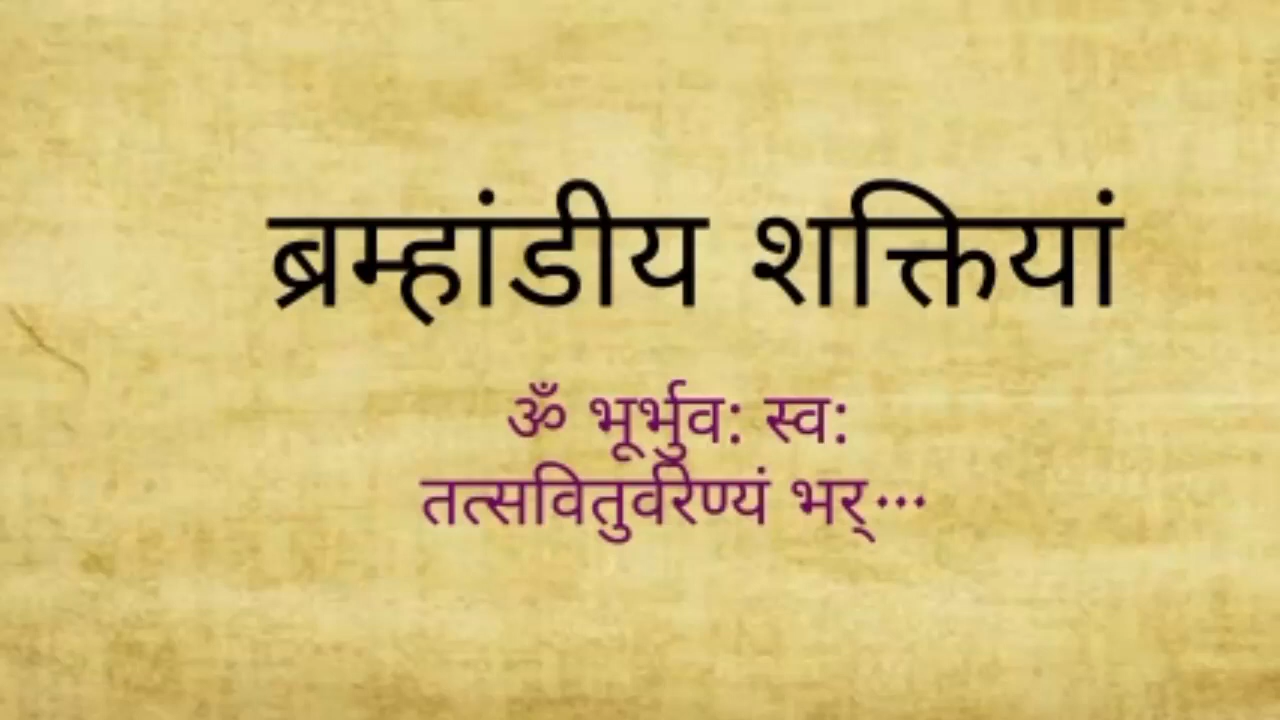 ब्रम्हांडीय शक्तियां
ॐ भूर्भुव: स्व:
तत्सवितुर्वरेण्यं भर्...